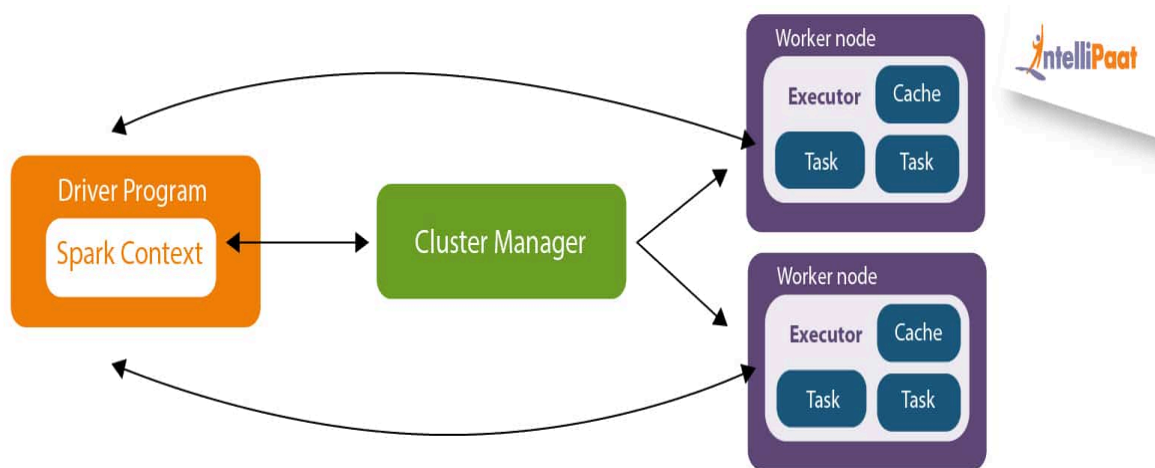 Worker node
IntelliPaat
Executor
Cache
Task
Task
Driver Program
Spark Context
Cluster Manager
Worker node
Executor
Cache
Task
Task